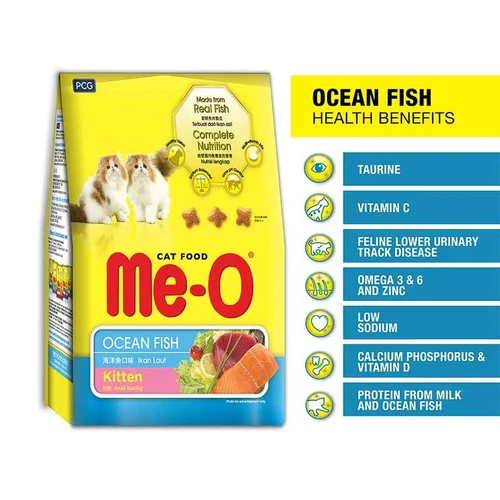 PCG
Made from
Real Fish
Terbuat dari ikan asli
Complete
Nutrition
Nutrisi lengkap
CAT FOOD
me-O
OCEAN FISH
海洋魚口味 Ikan Laut
Kitten
OCEAN FISH
HEALTH BENEFITS
TAURINE
VITAMIN C
FELINE LOWER URINARY
TRACK DISEASE
OMEGA 3 & 6
AND ZINC
LOW
SODIUM
CALCIUM PHOSPHORUS &
VITAMIN D
PROTEIN FROM MILK
AND OCEAN FISH